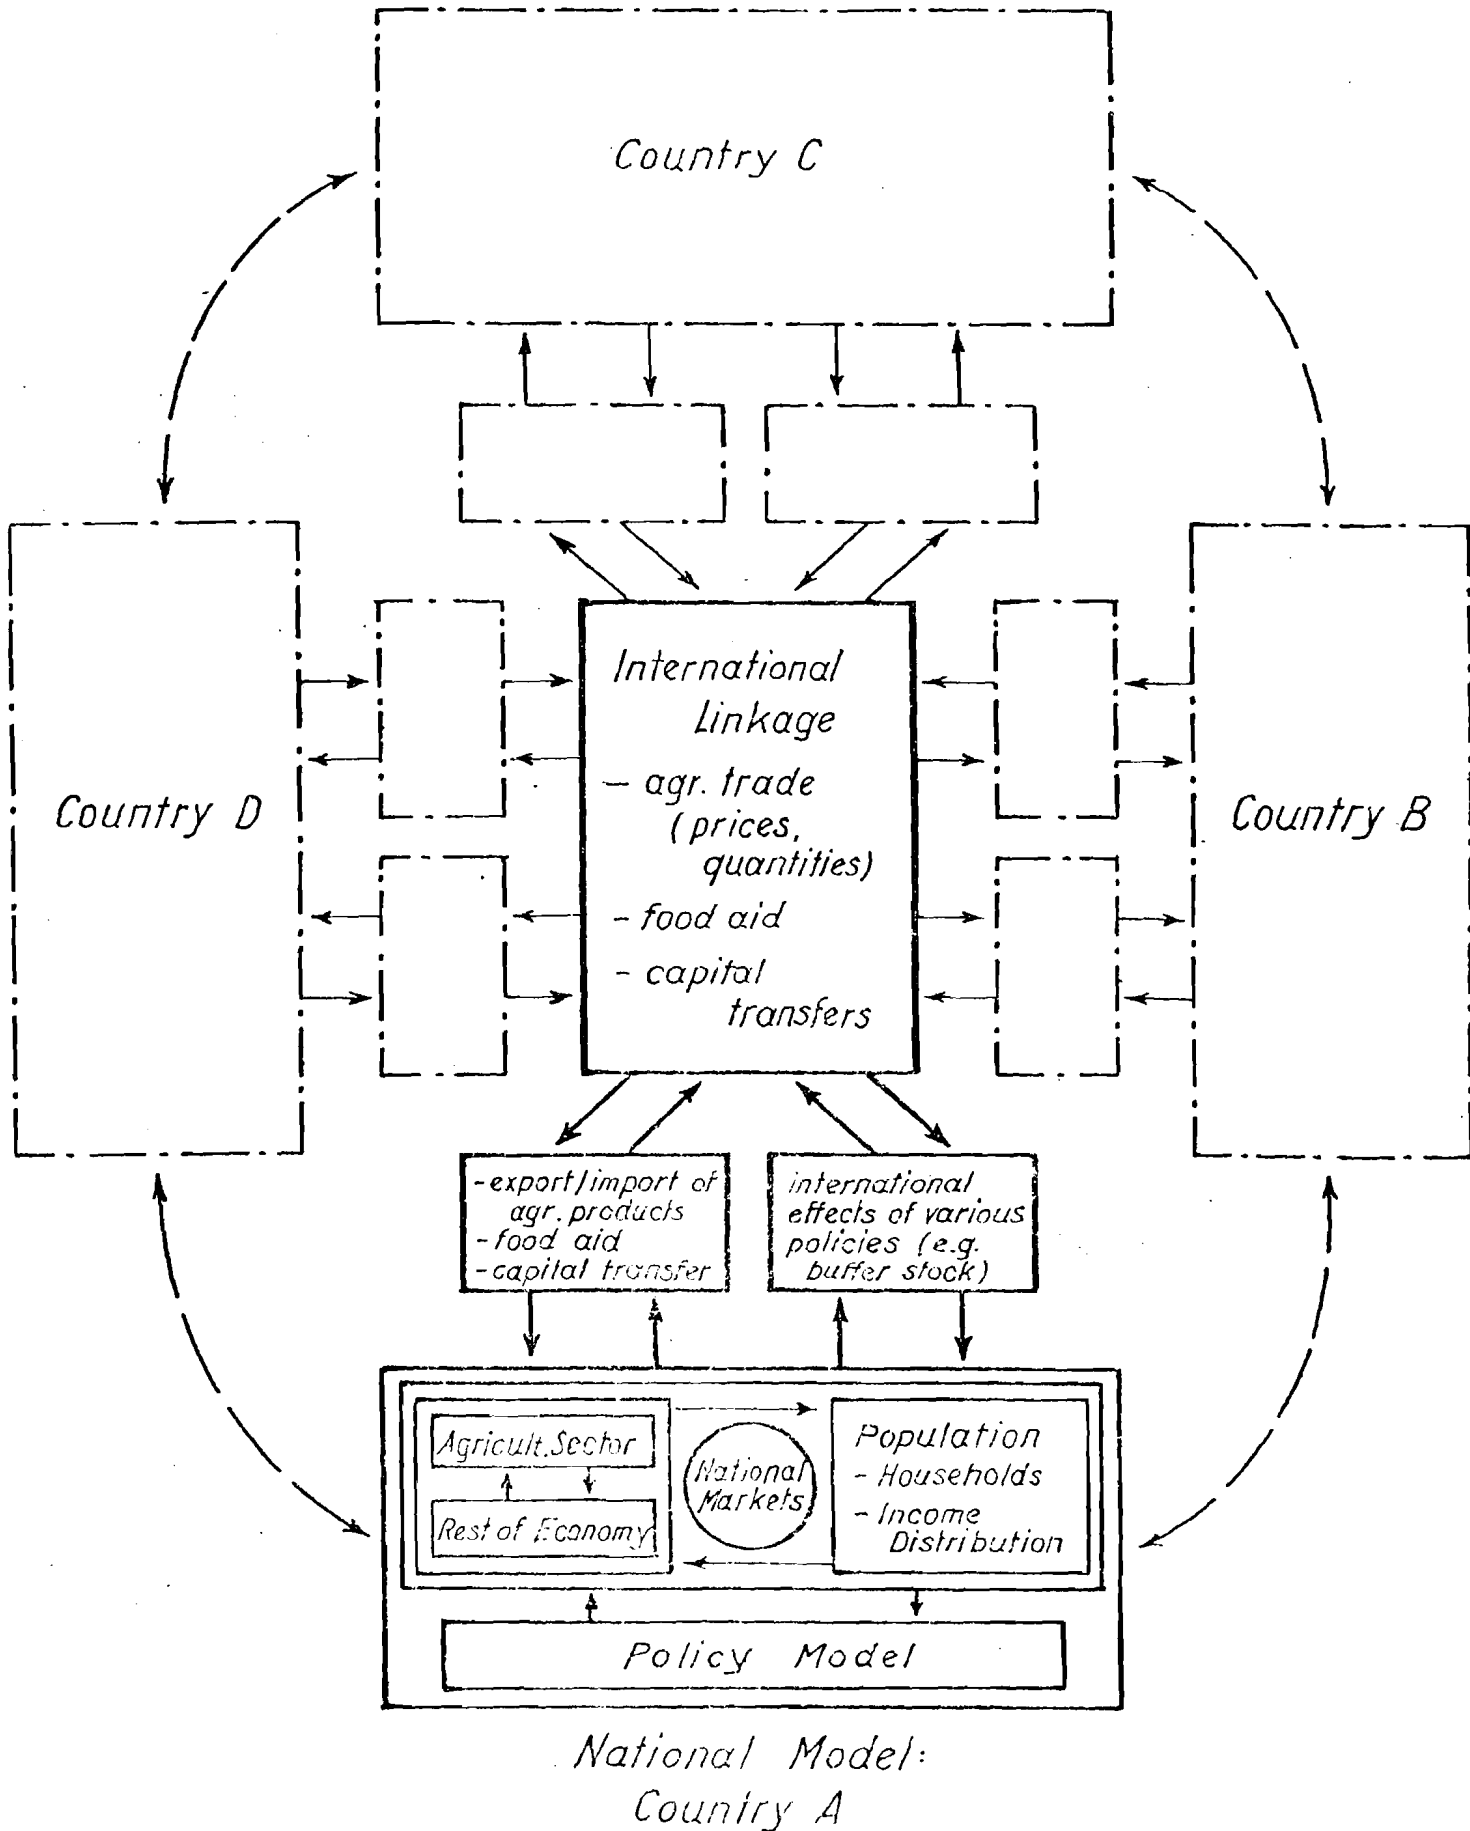 Country C
International
Linkage
— agr. trade
(prices,
quantities)
- food aid
- capital
transfers
Country D
Country B
-export/import of
agr. products
-food aid
-capital transfer
international
effects of various
policies (e.g.
buffer stock)
Agricult. Sector
Rest of Economy
National
Markets
Population
- Households
- Income
Distribution
Policy Model
National Model:
Country A